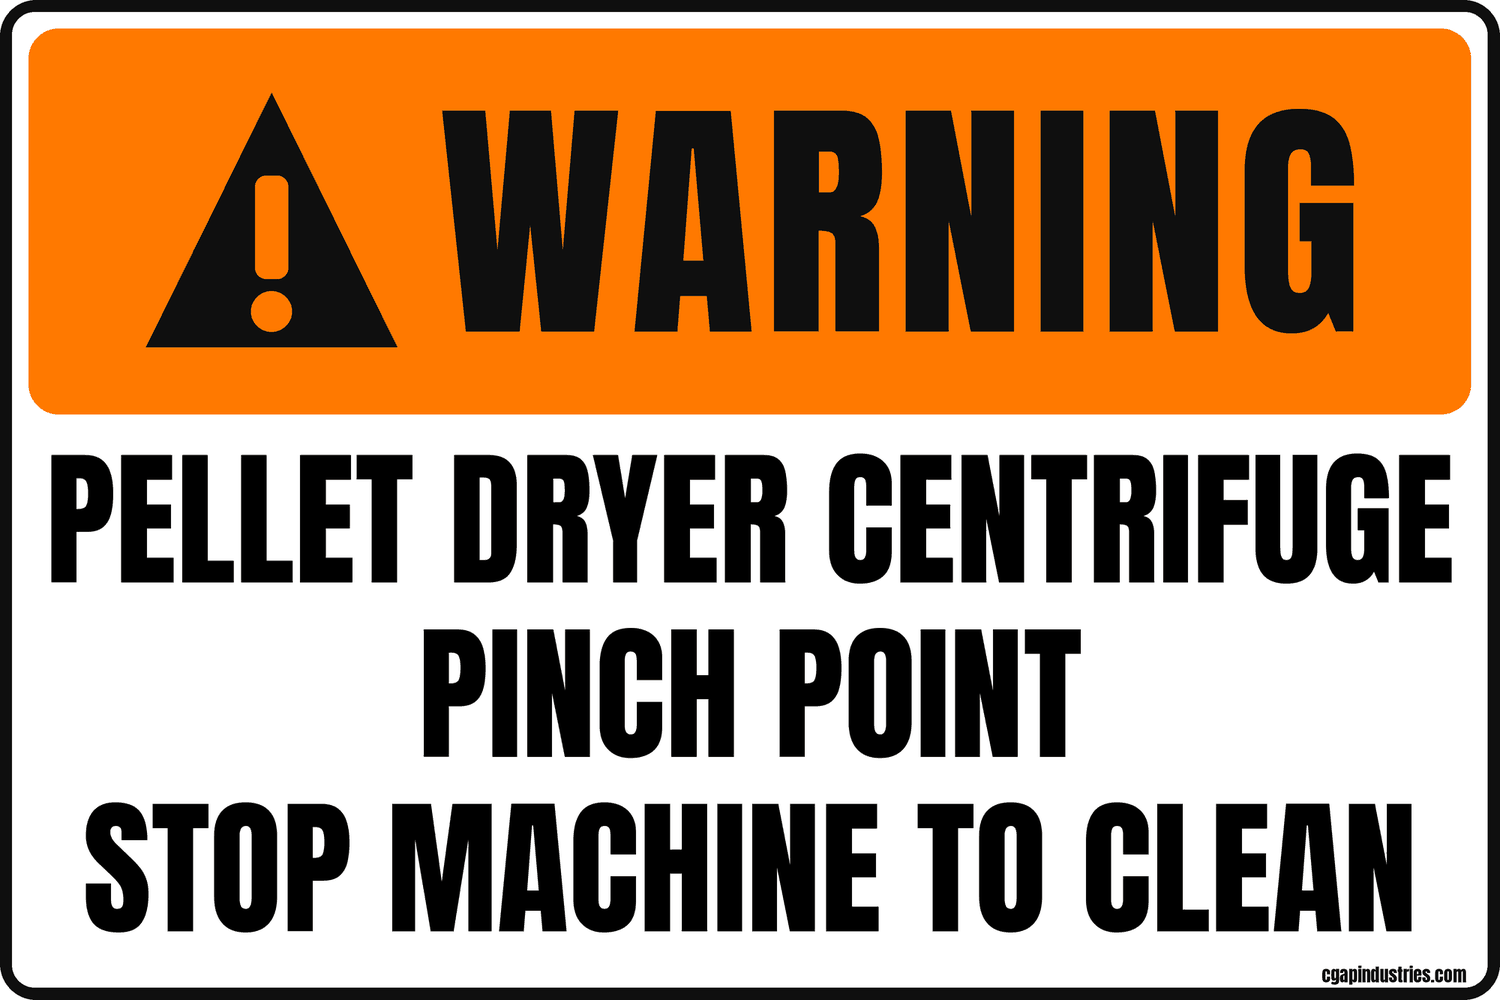 WARNING
PELLET DRYER CENTRIFUGE
PINCH POINT
STOP MACHINE TO CLEAN
cgapindustries.com